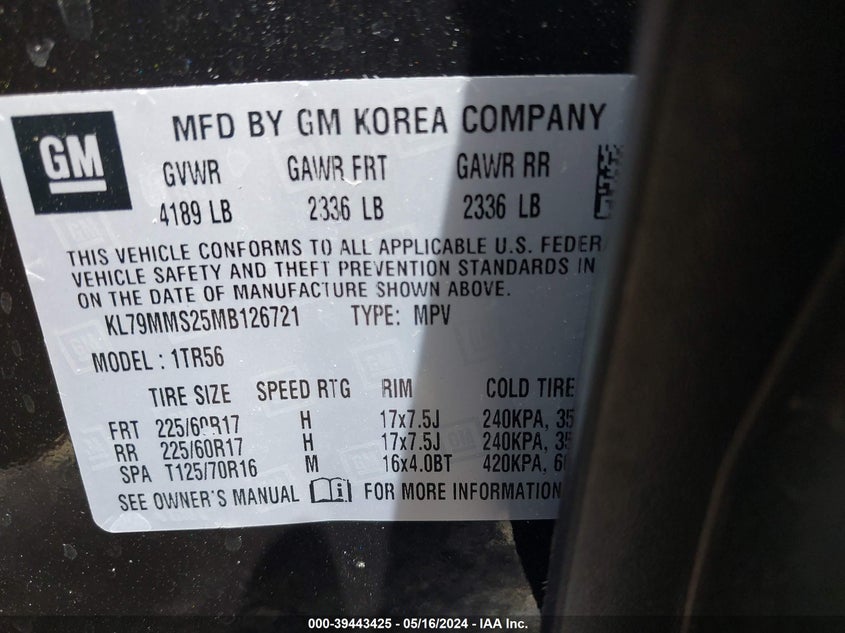 GM
MFD BY GM KOREA COMPANY
GVWR GAWR FRT GAWR RR
4189 LB 2336 LB 2336 LB
THIS VEHICLE CONFORMS TO ALL APPLICABLE U.S. FEDER
VEHICLE SAFETY AND THEFT PREVENTION STANDARDS IN
ON THE DATE OF MANUFACTURE SHOWN ABOVE.
KL79MMS25MB126721 TYPE: MPV
MODEL : 1TR56
TIRE SIZE SPEED RTG RIM COLD TIRE
FRT 225/60R17 H 17x7.5J 240KPA, 35
RR 225/60R17 H 17x7.5J 240KPA, 35
SPA T125/70R16 M 16x4.0BT 420KPA, 6
SEE OWNER'S MANUAL FOR MORE INFORMATION
000-39443425 - 05/16/2024 - IAA Inc.